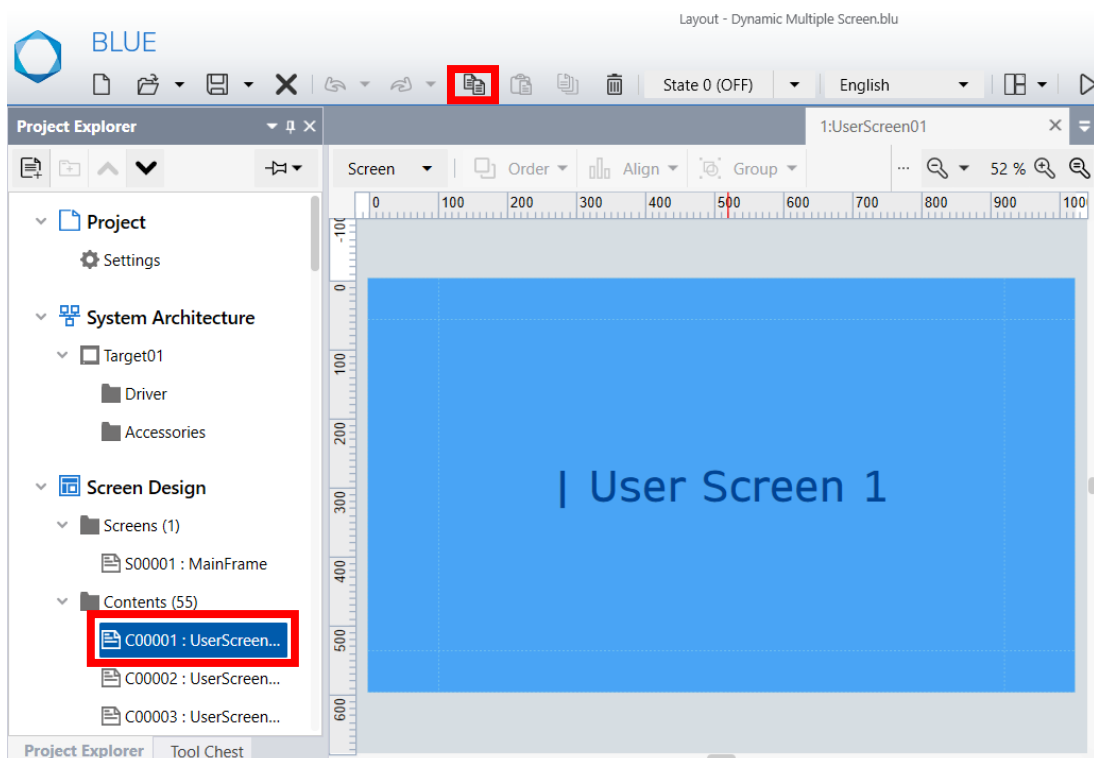 Layout - Dynamic Multiple Screen.blu
BLUE
State 0 (OFF) English
Project Explorer
1:UserScreen01
Screen Order Align Group ... 52 %
0 100 200 300 400 500 600 700 800 900 100
-100
0
100
200
300
400
500
600
Project
Settings
System Architecture
Target01
Driver
Accessories
Screen Design
Screens (1)
S00001 : MainFrame
Contents (55)
C00001 : UserScreen...
C00002 : UserScreen...
C00003 : UserScreen...
| User Screen 1
Project Explorer Tool Chest